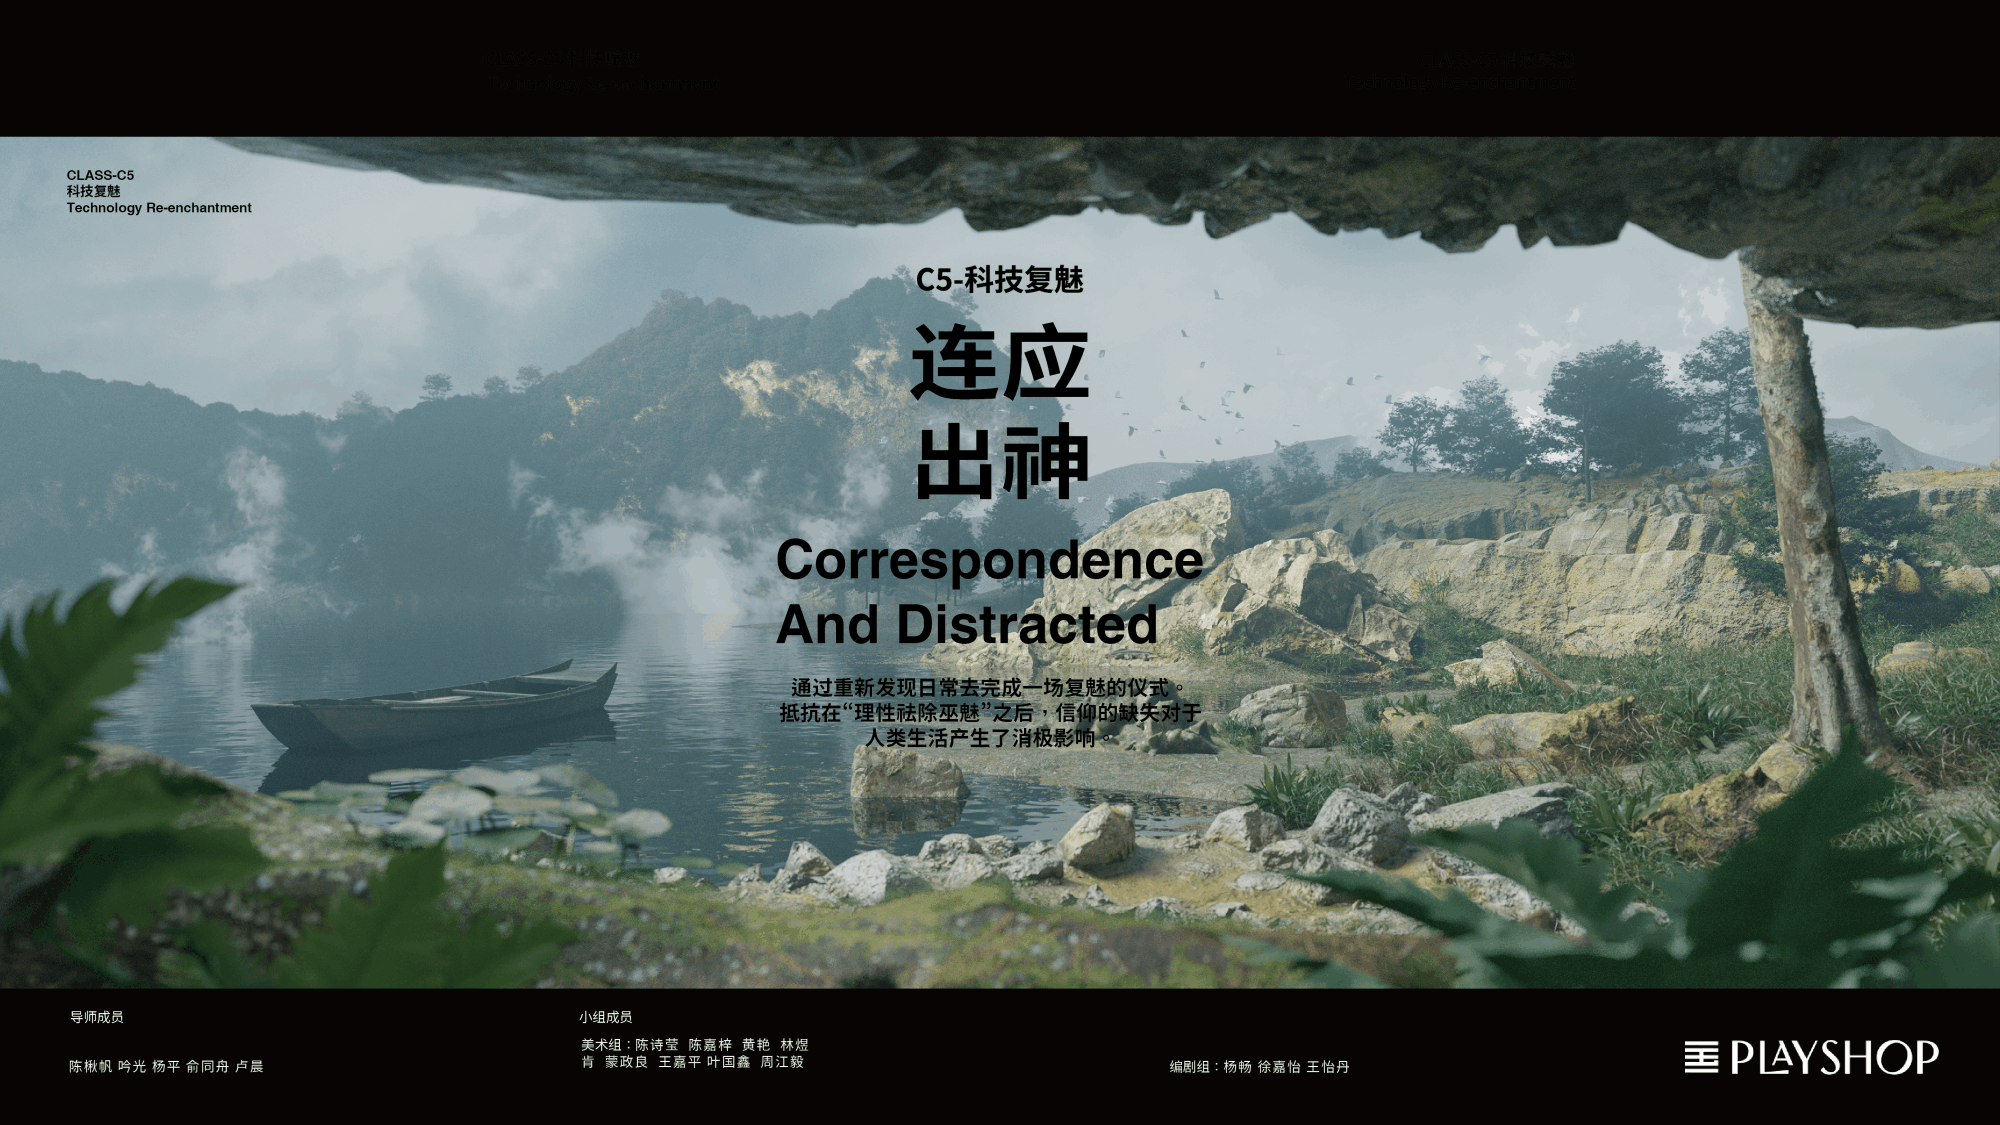 CLASS-C5
科技复魅
Technology Re-enchantment
C5-科技复魅
连应
出神
Correspondence
And Distracted
通过重新发现日常去完成一场复魅的仪式。
抵抗在“理性祛除巫魅”之后，信仰的缺失对于
人类生活产生了消极影响。
导师成员
陈楸帆 吟光 杨平 俞同舟 卢晨
小组成员
美术组：陈诗莹 陈嘉梓 黄艳 林煜
肯 蒙政良 王嘉平 叶国鑫 周江毅
编剧组：杨畅 徐嘉怡 王怡丹
PLAYSHOP